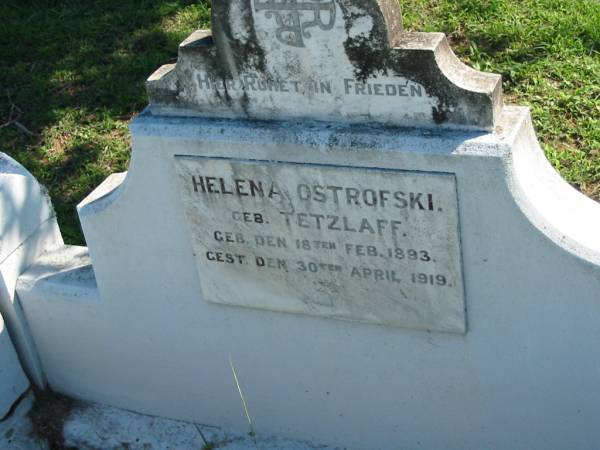 HIER RUHET IN FRIEDEN
HELENA OSTROFSKI.
GEB. TETZLAFF.
GEB. DEN 18TEN FEB. 1893.
GEST. DEN 30TEN APRIL 1919.